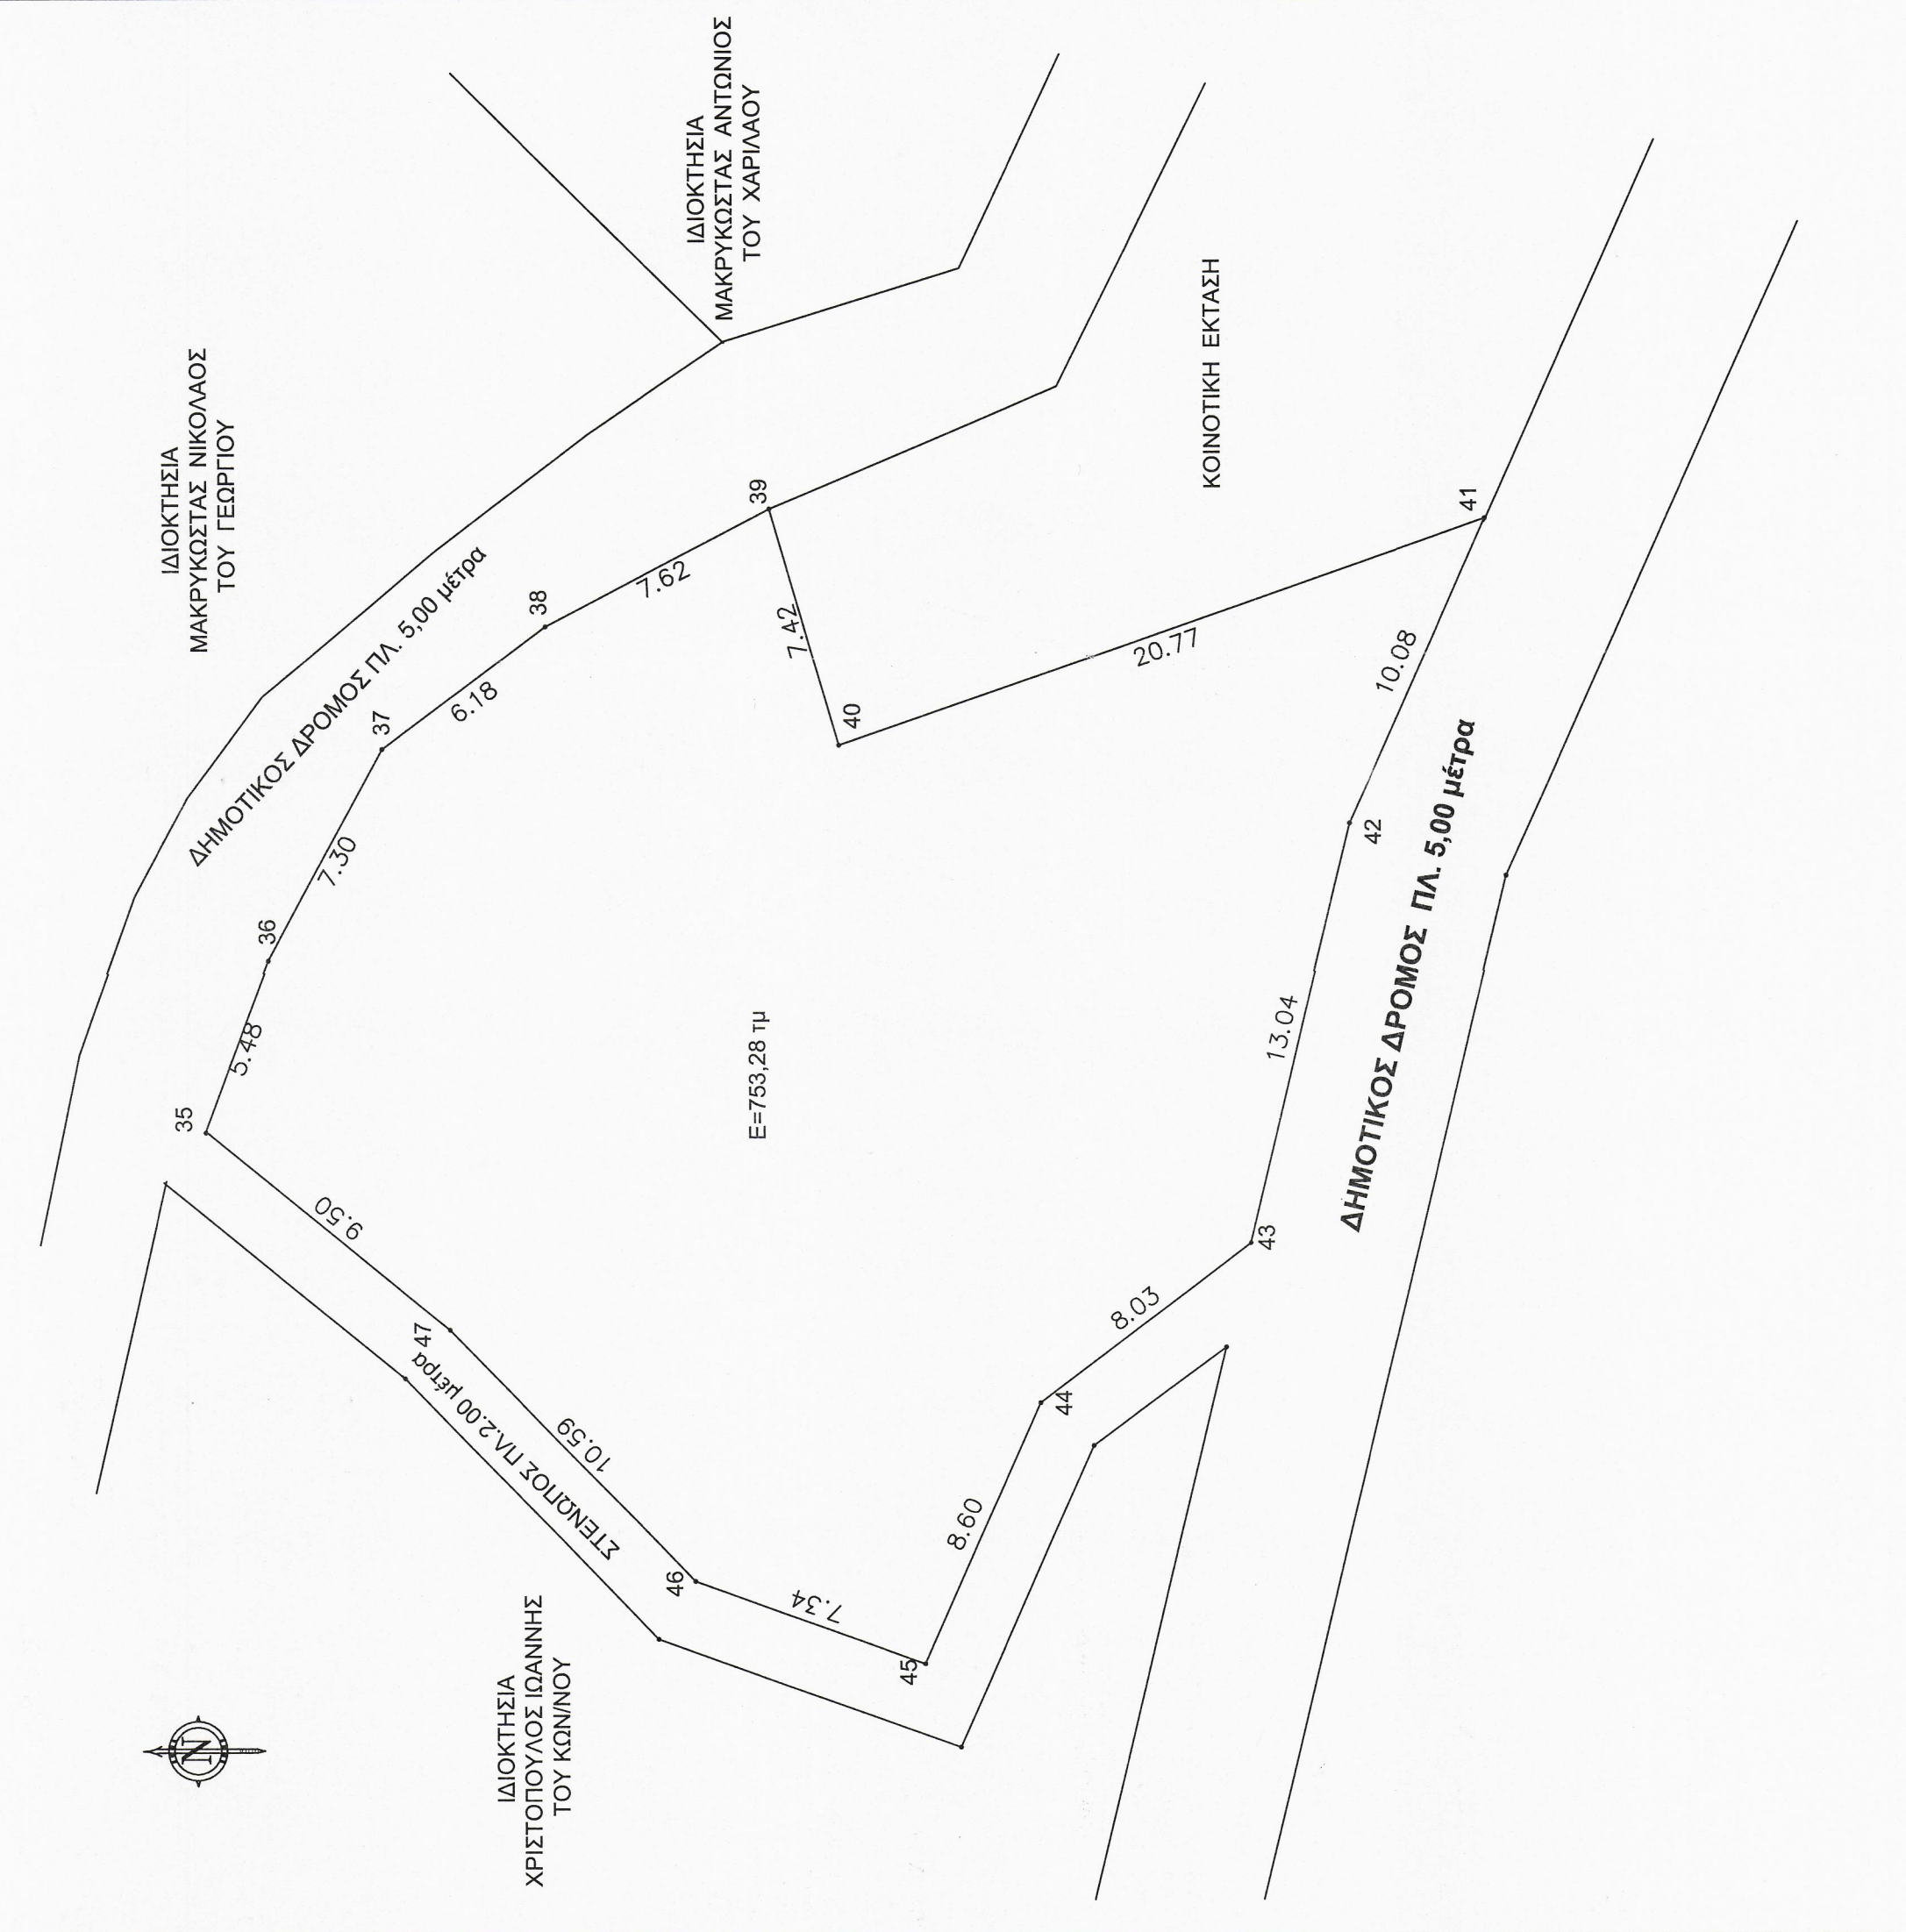 ΙΔΙΟΚΤΗΣΙΑ
ΜΑΚΡΥΚΩΣΤΑΣ ΝΙΚΟΛΑΟΣ
ΤΟΥ ΓΕΩΡΓΙΟΥ
ΙΔΙΟΚΤΗΣΙΑ
ΜΑΚΡΥΚΩΣΤΑΣ ΑΝΤΩΝΙΟΣ
ΤΟΥ ΧΑΡΙΛΑΟΥ
ΚΟΙΝΟΤΙΚΗ ΕΚΤΑΣΗ
ΔΗΜΟΤΙΚΟΣ ΔΡΟΜΟΣ ΠΛ. 5,00 μέτρα
35
5.48
36
7.30
37
6.18
38
7.62
39
7.42
40
20.77
41
10.08
42
13.04
43
8.03
44
8.60
45
7.34
46
10.59
47
9.50
Ε=753,28 τμ
ΣΤΕΝΩΠΟΣ ΠΛ.2.00 μέτρα
ΔΗΜΟΤΙΚΟΣ ΔΡΟΜΟΣ ΠΛ. 5,00 μέτρα
ΙΔΙΟΚΤΗΣΙΑ
ΧΡΙΣΤΟΠΟΥΛΟΣ ΙΩΑΝΝΗΣ
ΤΟΥ ΚΩΝ/ΝΟΥ
N